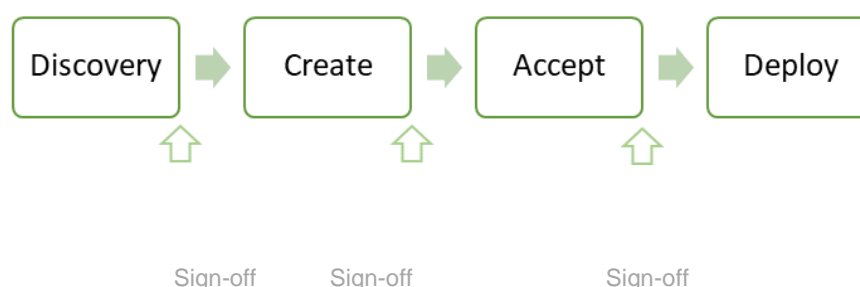 Discovery
Create
Accept
Deploy
Sign-off
Sign-off
Sign-off